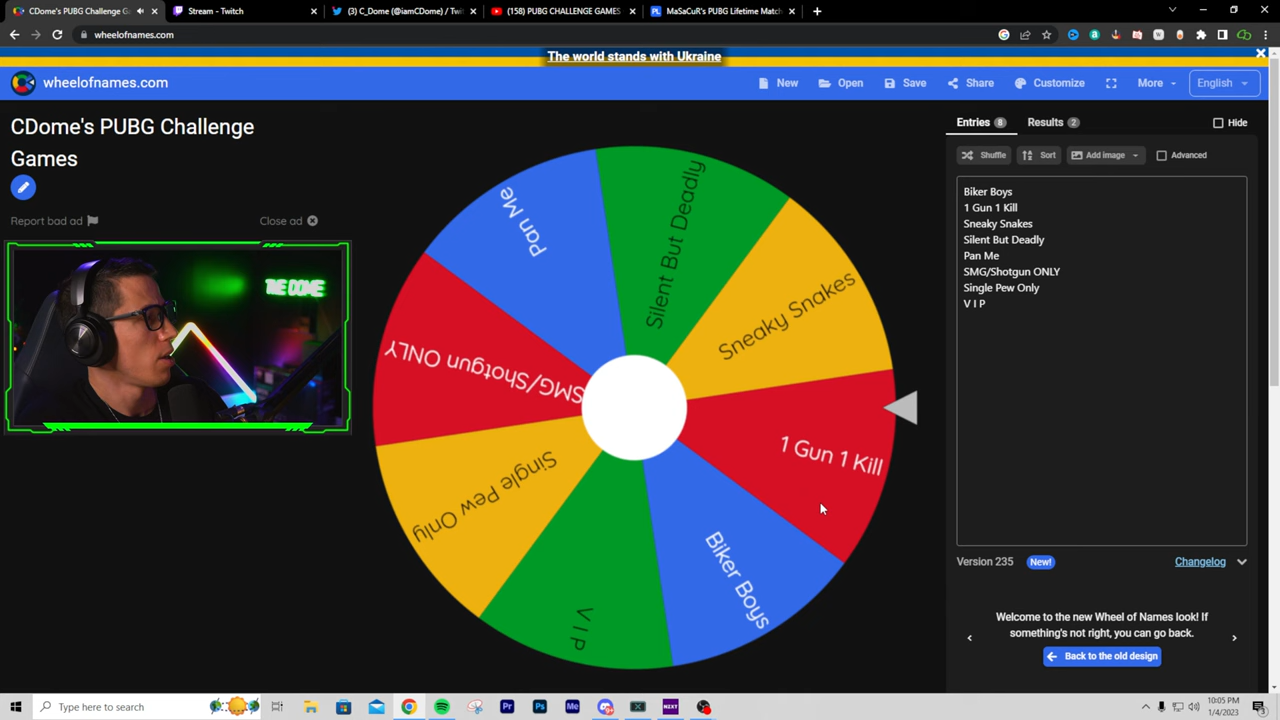 CDome's PUBG Challenge Ga
Stream - Twitch
(3) C_Dome (@iamCDome) / Twi
(158) PUBG CHALLENGE GAMES
MaSaCuR's PUBG Lifetime Match
wheelofnames.com
The world stands with Ukraine
wheelofnames.com
New
Open
Save
Share
Customize
More
English
CDome's PUBG Challenge
Games
Report bad ad
Close ad
THE DOME
Pan Me
Silent But Deadly
Sneaky Snakes
1 Gun 1 Kill
Biker Boys
V I P
Single Pew Only
SMG/Shotgun ONLY
Entries 8
Results 2
Hide
Shuffle
Sort
Add image
Advanced
Biker Boys
1 Gun 1 Kill
Sneaky Snakes
Silent But Deadly
Pan Me
SMG/Shotgun ONLY
Single Pew Only
V I P
Version 235
New!
Changelog
Welcome to the new Wheel of Names look! If
something's not right, you can go back.
Back to the old design
Type here to search
Pr
Ps
Me
NZXT
10:05 PM
1/4/2023